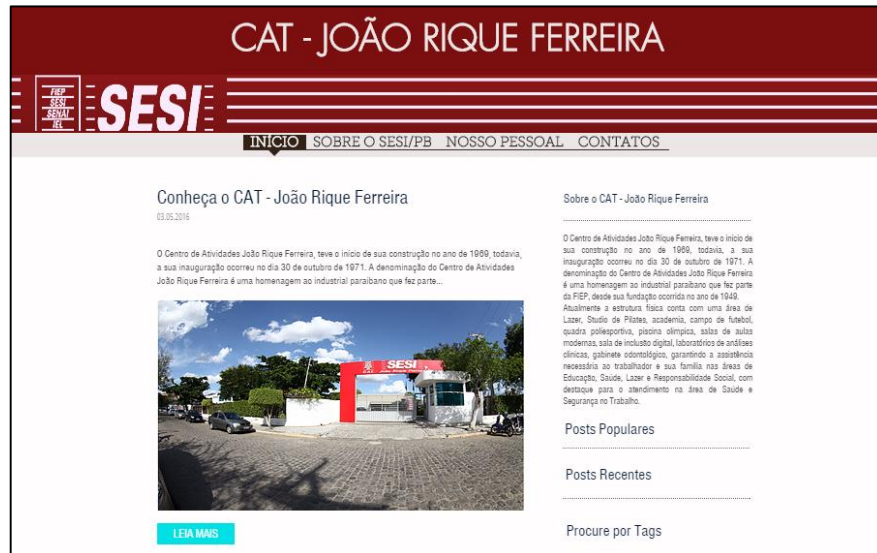 CAT - JOÃO RIQUE FERREIRA
FIEP
SESI
SENAI
IEL
SESI
INÍCIO SOBRE O SESI/PB NOSSO PESSOAL CONTATOS
Conheça o CAT - João Rique Ferreira
03.05.2016
O Centro de Atividades João Rique Ferreira, teve o início de sua construção no ano de 1969, todavia,
a sua inauguração ocorreu no dia 30 de outubro de 1971. A denominação do Centro de Atividades
João Rique Ferreira é uma homenagem ao industrial paraibano que fez parte...
SESI
LEIA MAIS
Sobre o CAT - João Rique Ferreira
O Centro de Atividades João Rique Ferreira, teve o início de
sua construção no ano de 1969, todavia, a sua
inauguração ocorreu no dia 30 de outubro de 1971. A
denominação do Centro de Atividades João Rique Ferreira
é uma homenagem ao industrial paraibano que fez parte
da FIEP, desde sua fundação ocorrida no ano de 1949.
Atualmente a estrutura física conta com uma área de
Lazer, Studio de Pilates, academia, campo de futebol,
quadra poliesportiva, piscina olímpica, salas de aulas
modernas, sala de inclusão digital, laboratórios de análises
clínicas, gabinete odontológico, garantindo a assistência
necessária ao trabalhador e sua família nas áreas de
Educação, Saúde, Lazer e Responsabilidade Social, com
destaque para o atendimento na área de Saúde e
Segurança no Trabalho.
Posts Populares
Posts Recentes
Procure por Tags